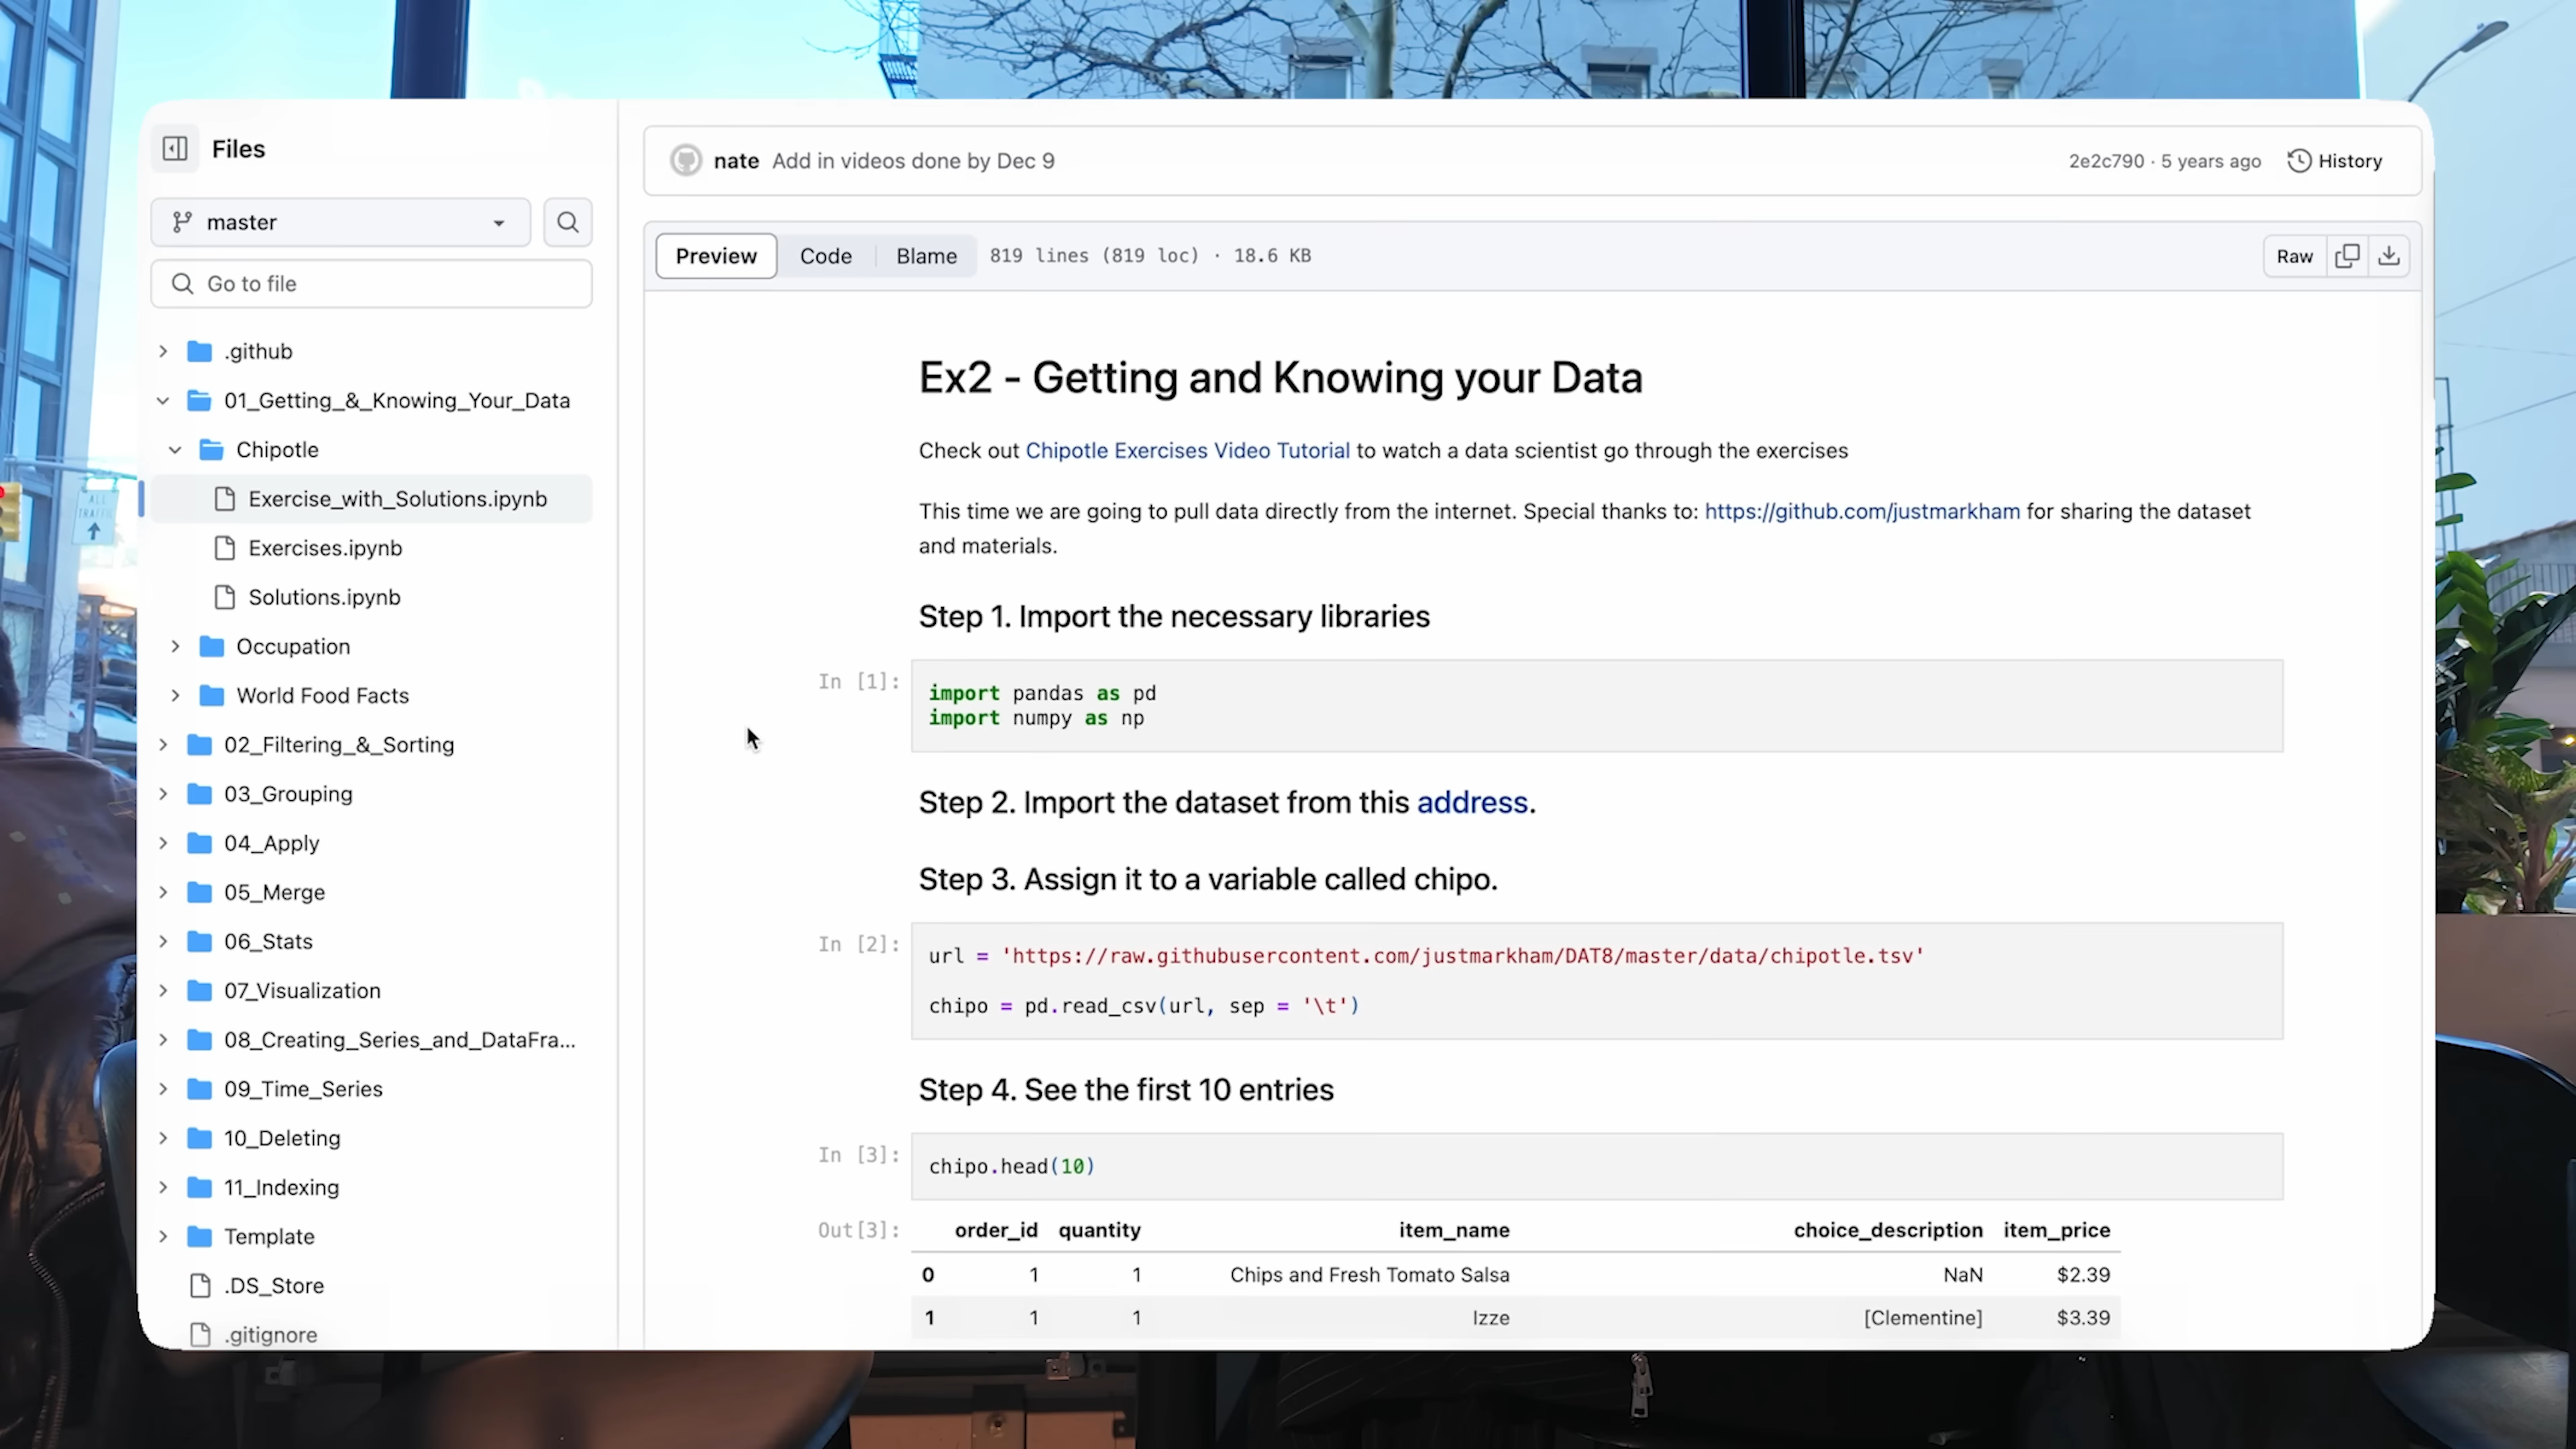 Files
master
Go to file
.github
01_Getting_&_Knowing_Your_Data
Chipotle
Exercise_with_Solutions.ipynb
Exercises.ipynb
Solutions.ipynb
Occupation
World Food Facts
02_Filtering_&_Sorting
03_Grouping
04_Apply
05_Merge
06_Stats
07_Visualization
08_Creating_Series_and_DataFra...
09_Time_Series
10_Deleting
11_Indexing
Template
.DS_Store
.gitignore
nate Add in videos done by Dec 9
2e2c790 · 5 years ago History
Preview Code Blame 819 lines (819 loc) · 18.6 KB Raw
Ex2 - Getting and Knowing your Data
Check out Chipotle Exercises Video Tutorial to watch a data scientist go through the exercises
This time we are going to pull data directly from the internet. Special thanks to: https://github.com/justmarkham for sharing the dataset
and materials.
Step 1. Import the necessary libraries
In [1]: import pandas as pd
import numpy as np
Step 2. Import the dataset from this address.
Step 3. Assign it to a variable called chipo.
In [2]: url = 'https://raw.githubusercontent.com/justmarkham/DAT8/master/data/chipotle.tsv'
chipo = pd.read_csv(url, sep = '\t')
Step 4. See the first 10 entries
In [3]: chipo.head(10)
Out[3]: order_id quantity item_name choice_description item_price
0 1 1 Chips and Fresh Tomato Salsa NaN $2.39
1 1 1 Izze [Clementine] $3.39
ALL
TRAFFIC